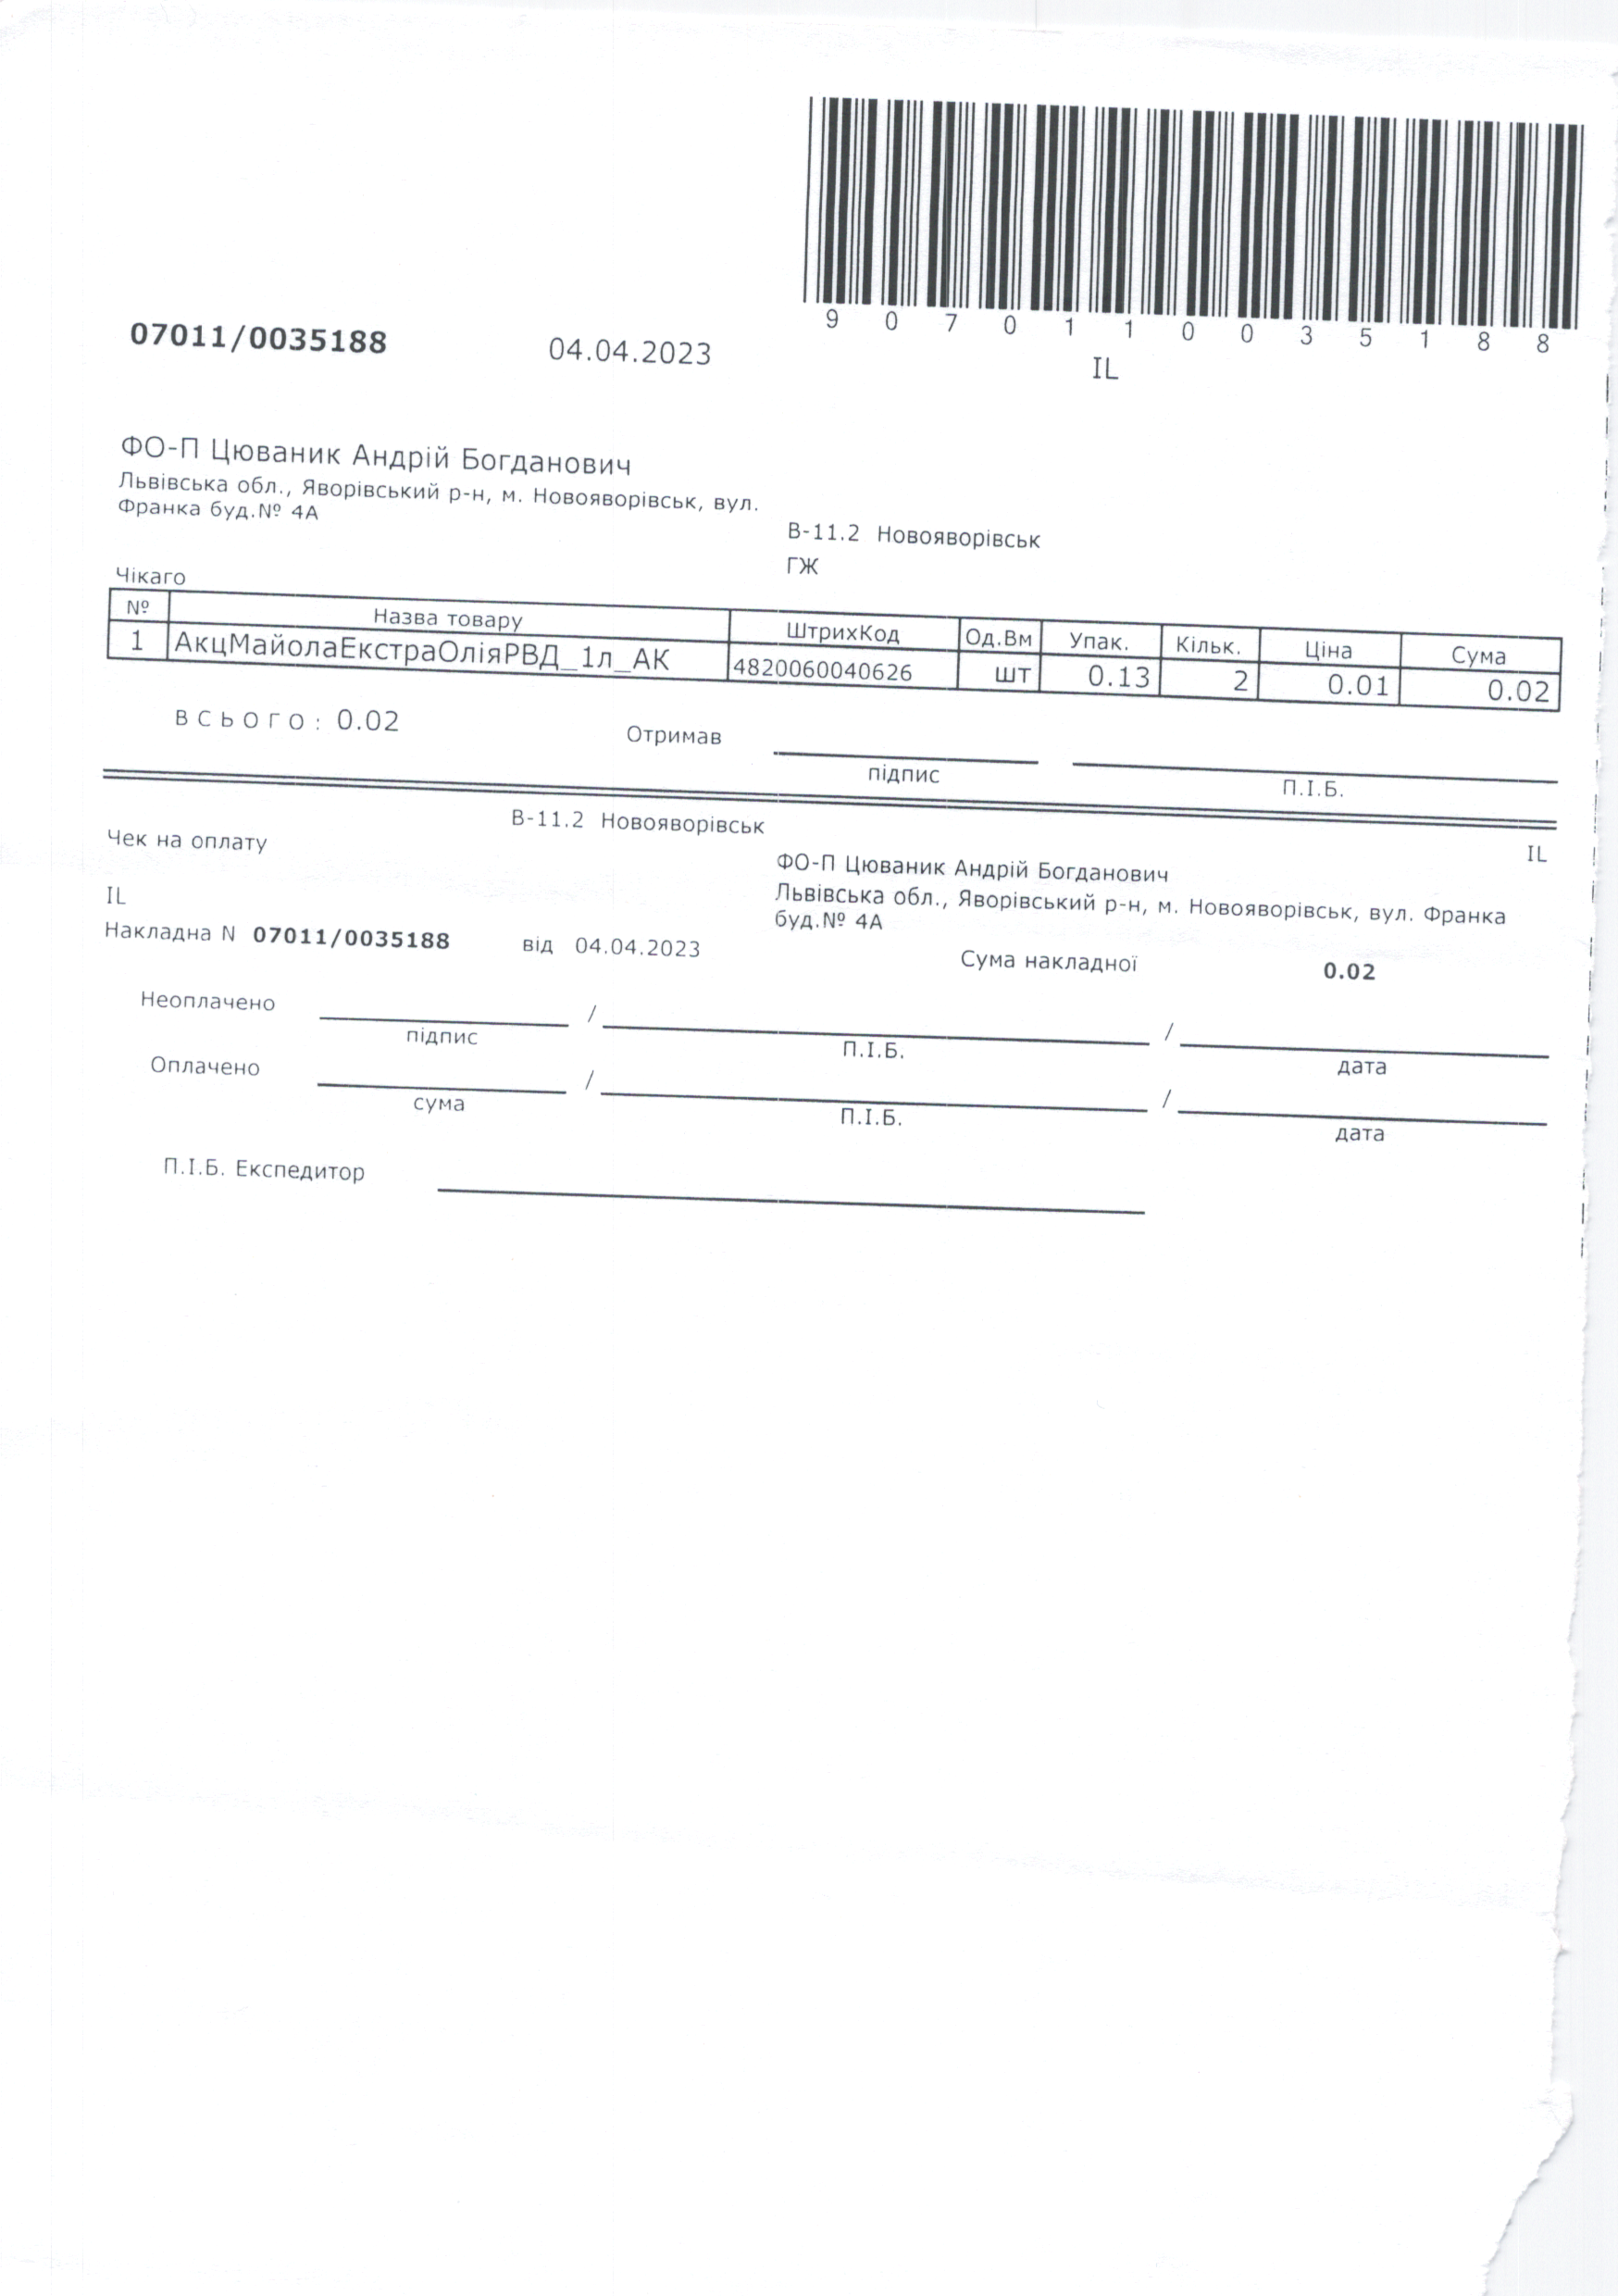 9 0 7 0 1 1 0 0 3 5 1 8 8
07011/0035188 04.04.2023 IL
ФО-П Цюваник Андрій Богданович
Львівська обл., Яворівський р-н, м. Новояворівськ, вул.
Франка буд.№ 4А
В-11.2 Новояворівськ
ГЖ
Чікаго
№ Назва товару ШтрихКод Од.Вм Упак. Кільк. Ціна Сума
1 АкцМайолаЕкстраОліяРВД_1л_АК 4820060040626 шт 0.13 2 0.01 0.02
ВСЬОГО: 0.02 Отримав
підпис П.І.Б.
В-11.2 Новояворівськ
Чек на оплату IL
ФО-П Цюваник Андрій Богданович
IL Львівська обл., Яворівський р-н, м. Новояворівськ, вул. Франка
буд.№ 4А
Накладна N 07011/0035188 від 04.04.2023 Сума накладної 0.02
Неоплачено / /
підпис П.І.Б. дата
Оплачено / /
сума П.І.Б. дата
П.І.Б. Експедитор